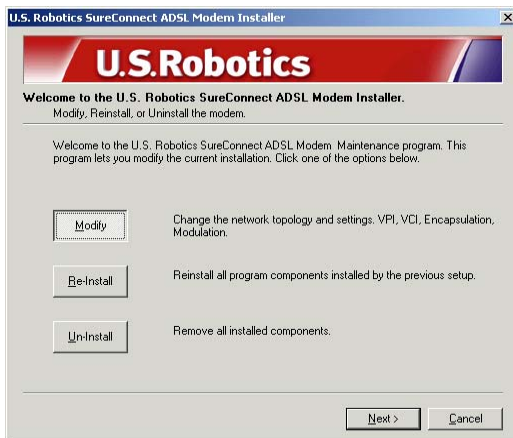 U.S. Robotics SureConnect ADSL Modem Installer
U.S.Robotics
Welcome to the U.S. Robotics SureConnect ADSL Modem Installer.
Modify, Reinstall, or Uninstall the modem.
Welcome to the U.S. Robotics SureConnect ADSL Modem Maintenance program. This
program lets you modify the current installation. Click one of the options below.
Modify
Change the network topology and settings. VPI, VCI, Encapsulation,
Modulation.
Re-Install
Reinstall all program components installed by the previous setup.
Un-Install
Remove all installed components.
Next >
Cancel